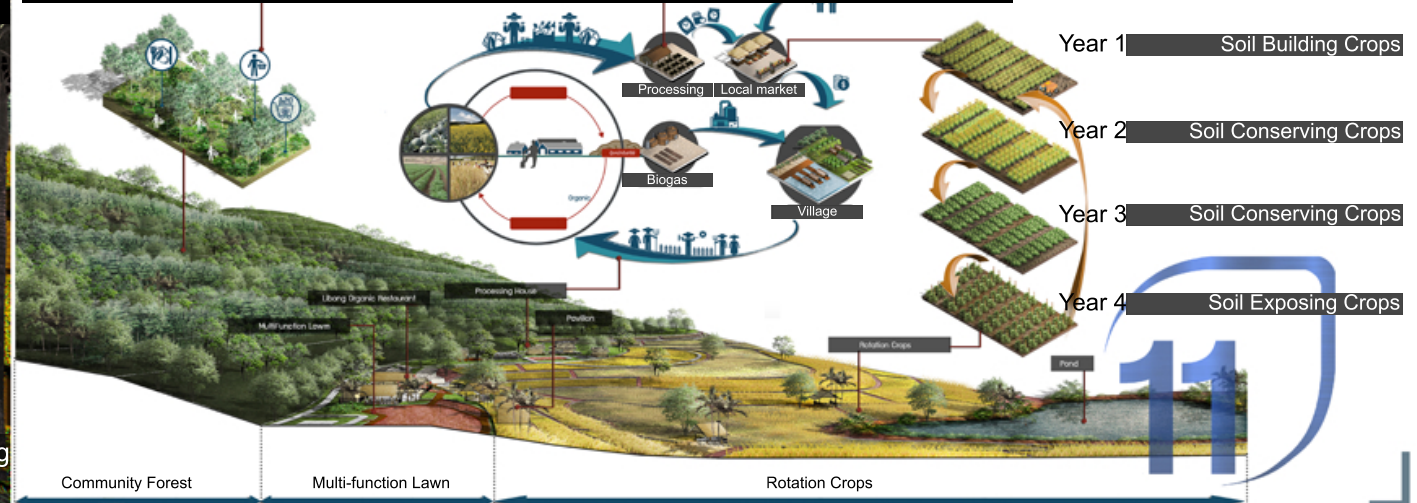 Year 1
Soil Building Crops
Processing
Local market
Year 2
Soil Conserving Crops
Biogas
Organic
Village
Year 3
Soil Conserving Crops
Processing House
Libong Organic Restaurant
Multifunction Lawm
Pavilion
Year 4
Soil Exposing Crops
Rotation Crops
Pond
11
g
Community Forest
Multi-function Lawn
Rotation Crops